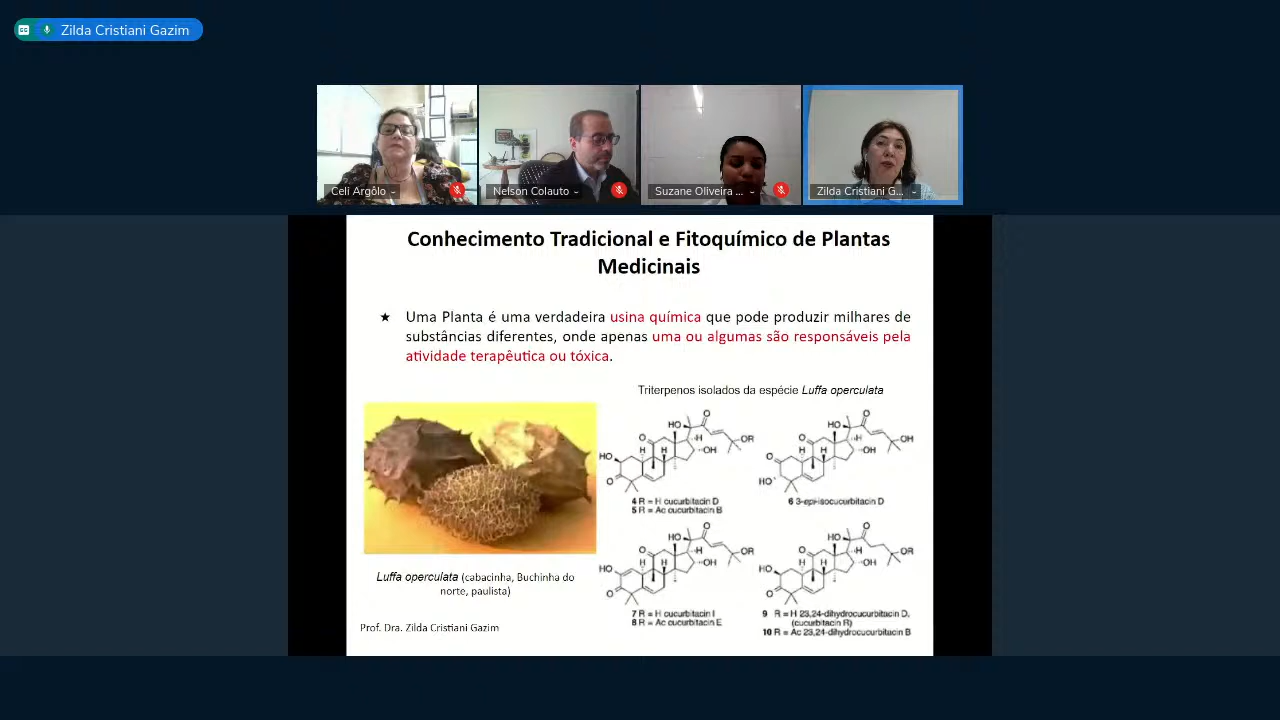 Zilda Cristiani Gazim
Celi Argôlo
Nelson Colauto
Suzane Oliveira ...
Zilda Cristiani G...
Conhecimento Tradicional e Fitoquímico de Plantas
Medicinais
★ Uma Planta é uma verdadeira usina química que pode produzir milhares de
substâncias diferentes, onde apenas uma ou algumas são responsáveis pela
atividade terapêutica ou tóxica.
Triterpenos isolados da espécie Luffa operculata
4 R = H cucurbitacin D
5 R = Ac cucurbitacin B
6 3-epi-isocucurbitacin D
7 R = H cucurbitacin I
8 R = Ac cucurbitacin E
9 R = H 23,24-dihydrocucurbitacin D,
(cucurbitacin R)
10 R = Ac 23,24-dihydrocucurbitacin B
Luffa operculata (cabacinha, Buchinha do
norte, paulista)
Prof. Dra. Zilda Cristiani Gazim